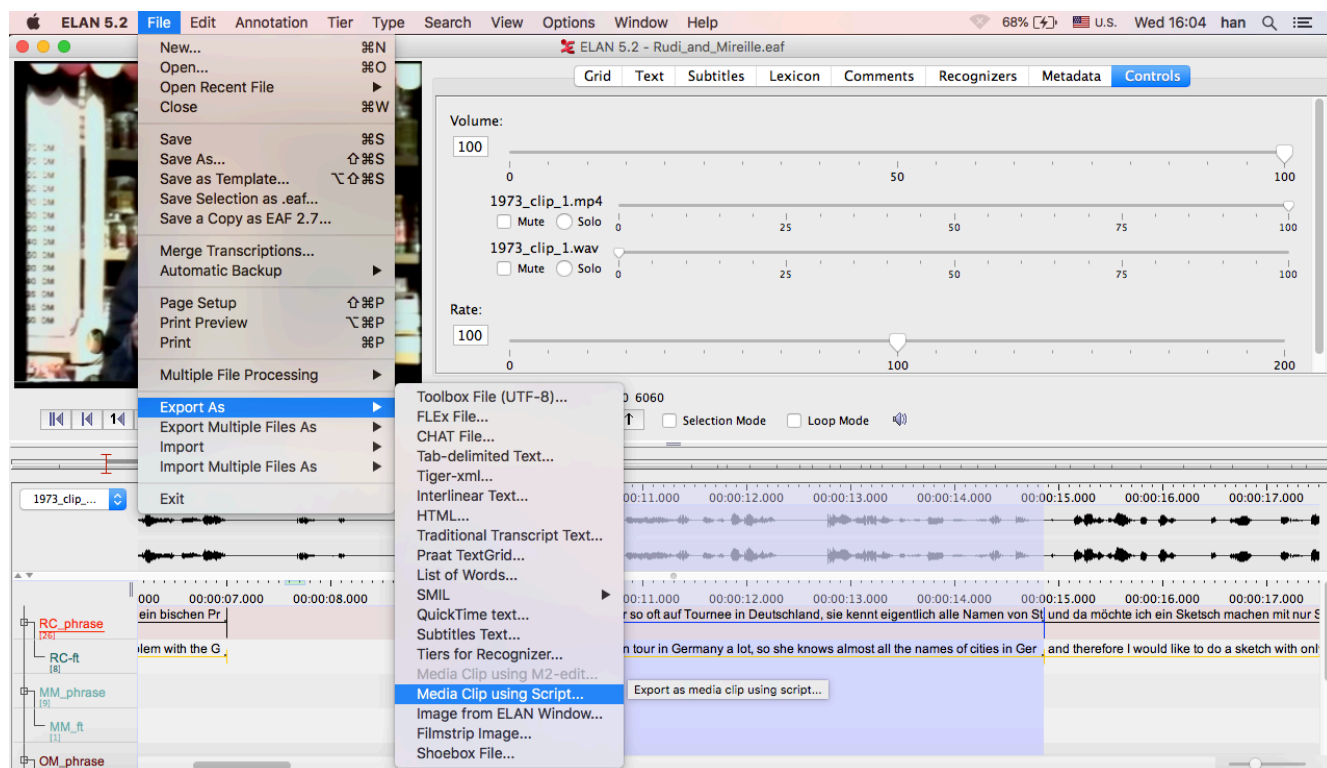 ELAN 5.2 File Edit Annotation Tier Type Search View Options Window Help 68% U.S. Wed 16:04 han
ELAN 5.2 - Rudi_and_Mireille.eaf
New... ⌘N
Open... ⌘O
Open Recent File
Close ⌘W
Save ⌘S
Save As... ⇧⌘S
Save as Template... ⌥⇧⌘S
Save Selection as .eaf...
Save a Copy as EAF 2.7...
Merge Transcriptions...
Automatic Backup
Page Setup ⇧⌘P
Print Preview ⌥⌘P
Print ⌘P
Multiple File Processing
Export As
Export Multiple Files As
Import
Import Multiple Files As
Exit
Grid Text Subtitles Lexicon Comments Recognizers Metadata Controls
Volume:
100
0 50 100
1973_clip_1.mp4
Mute Solo 0 25 50 75 100
1973_clip_1.wav
Mute Solo 0 25 50 75 100
Rate:
100
0 100 200
Toolbox File (UTF-8)...
FLEx File...
CHAT File...
Tab-delimited Text...
Tiger-xml...
Interlinear Text...
HTML...
Traditional Transcript Text...
Praat TextGrid...
List of Words...
SMIL
QuickTime text...
Subtitles Text...
Tiers for Recognizer...
Media Clip using M2-edit...
Media Clip using Script...
Image from ELAN Window...
Filmstrip Image...
Shoebox File...
Export as media clip using script...
6060
Selection Mode Loop Mode
1973_clip_...
00:11.000 00:00:12.000 00:00:13.000 00:00:14.000 00:00:15.000 00:00:16.000 00:00:17.000
000 00:00:07.000 00:00:08.000 00:11.000 00:00:12.000 00:00:13.000 00:00:14.000 00:00:15.000 00:00:16.000 00:00:17.000
RC_phrase ein bischen Pr r so oft auf Tournee in Deutschland, sie kennt eigentlich alle Namen von St und da möchte ich ein Sketsch machen mit nur S
[26]
RC-ft lem with the G n tour in Germany a lot, so she knows almost all the names of cities in Ger and therefore I would like to do a sketch with onl
[8]
MM_phrase
[9]
MM_ft
[1]
OM_phrase